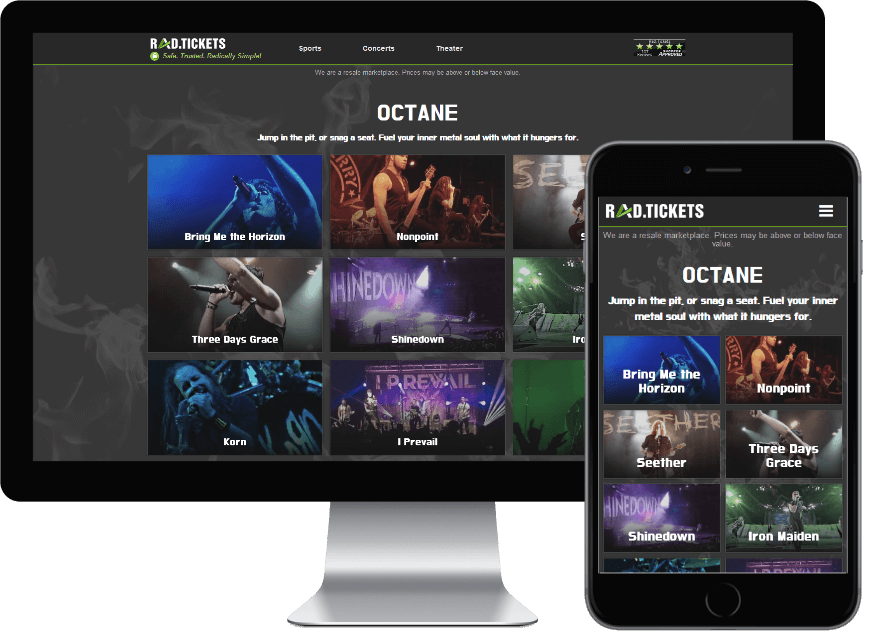 RAD.TICKETS
Safe. Trusted. Radically Simple!
Sports
Concerts
Theater
APPROVED
We are a resale marketplace. Prices may be above or below face value.
OCTANE
Jump in the pit, or snag a seat. Fuel your inner metal soul with what it hungers for.
Bring Me the Horizon
Nonpoint
SEE
S
Three Days Grace
SHINEDOWN
Shinedown
Iro
Korn
I PREVAIL
I Prevail
RAD.TICKETS
We are a resale marketplace. Prices may be above or below face
value.
OCTANE
Jump in the pit, or snag a seat. Fuel your inner
metal soul with what it hungers for.
Bring Me the
Horizon
Nonpoint
SEETHER
Seether
Three Days
Grace
SHINEDOWN
Shinedown
Iron Maiden